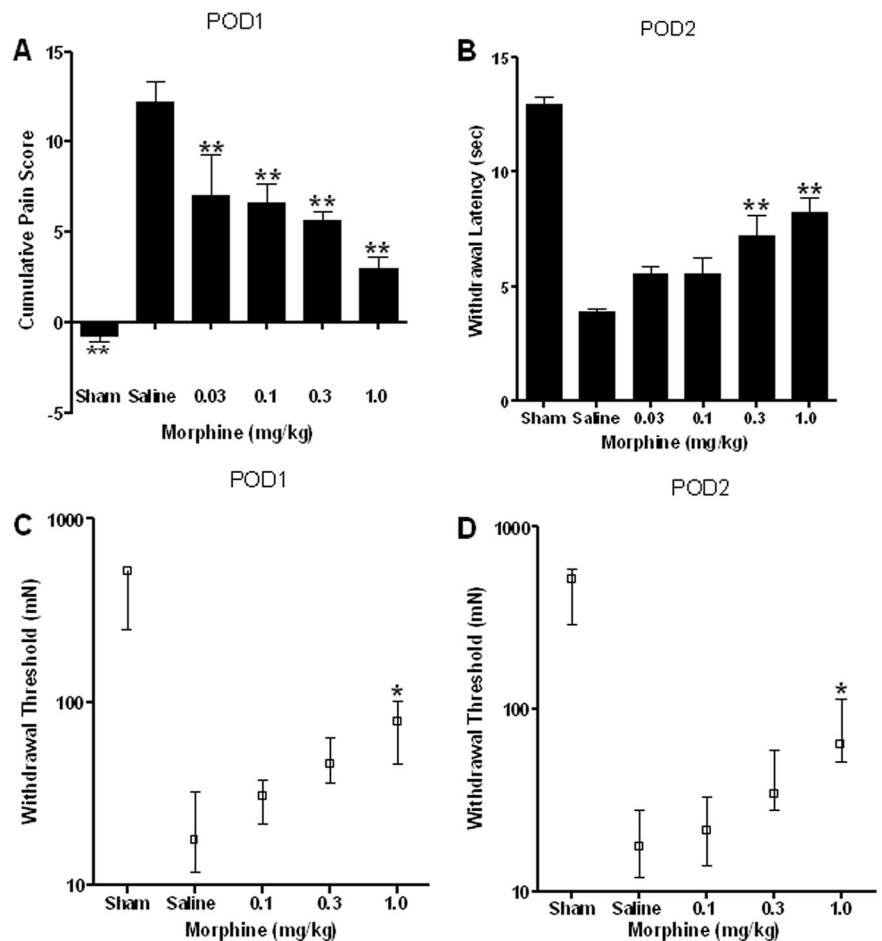 POD1
A
15
10
5
0
-5
Cumulative Pain Score
**
**
**
**
**
Sham Saline 0.03 0.1 0.3 1.0
Morphine (mg/kg)
POD2
B
15
10
5
0
Withdrawal Latency (sec)
**
**
Sham Saline 0.03 0.1 0.3 1.0
Morphine (mg/kg)
POD1
C
1000
100
10
Withdrawal Threshold (mN)
*
Sham Saline 0.1 0.3 1.0
Morphine (mg/kg)
POD2
D
1000
100
10
Withdrawal Threshold (mN)
*
Sham Saline 0.1 0.3 1.0
Morphine (mg/kg)